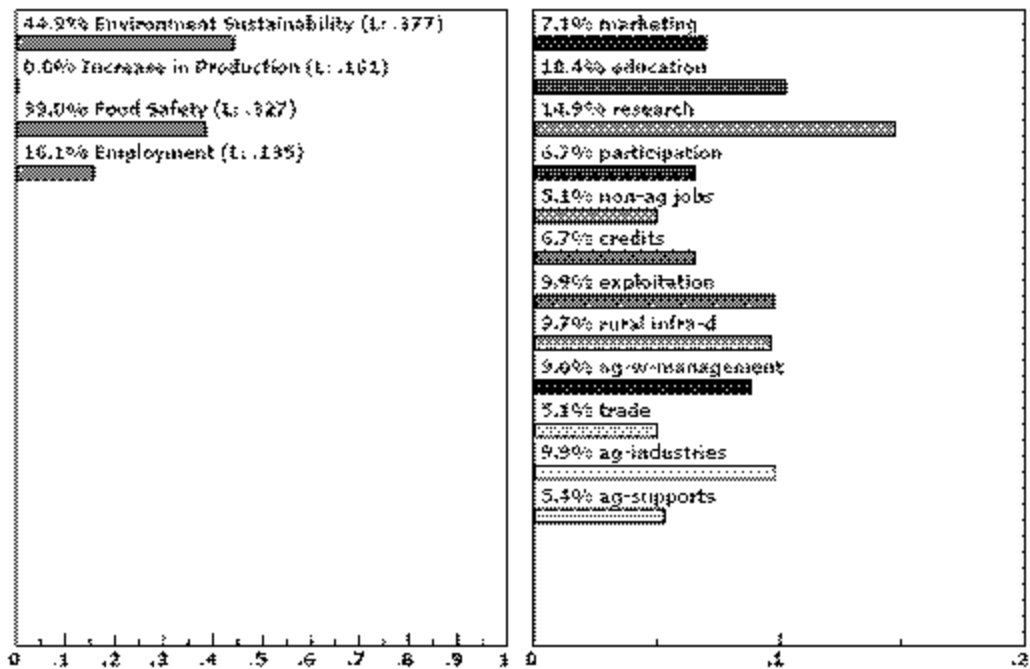 44.9% Environment Sustainability (L: .377)
0.0% Increase in Production (L: .161)
39.0% Food Safety (L: .327)
16.1% Employment (L: .135)
0 .1 .2 .3 .4 .5 .6 .7 .8 .9 1
7.1% marketing
10.4% education
14.9% research
6.7% participation
5.1% non-ag jobs
6.7% credits
9.9% exploitation
9.7% rural infra-d
9.0% ag-w-management
5.1% trade
9.9% ag-industries
5.4% ag-supports
0 .1 .2